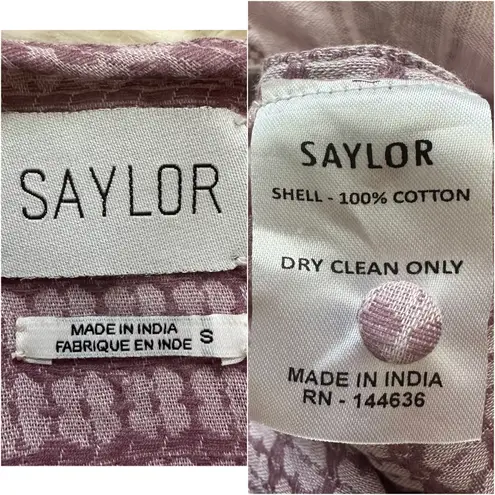 SAYLOR
MADE IN INDIA
FABRIQUE EN INDE
S
SAYLOR
SHELL - 100% COTTON
DRY CLEAN ONLY
MADE IN INDIA
RN - 144636